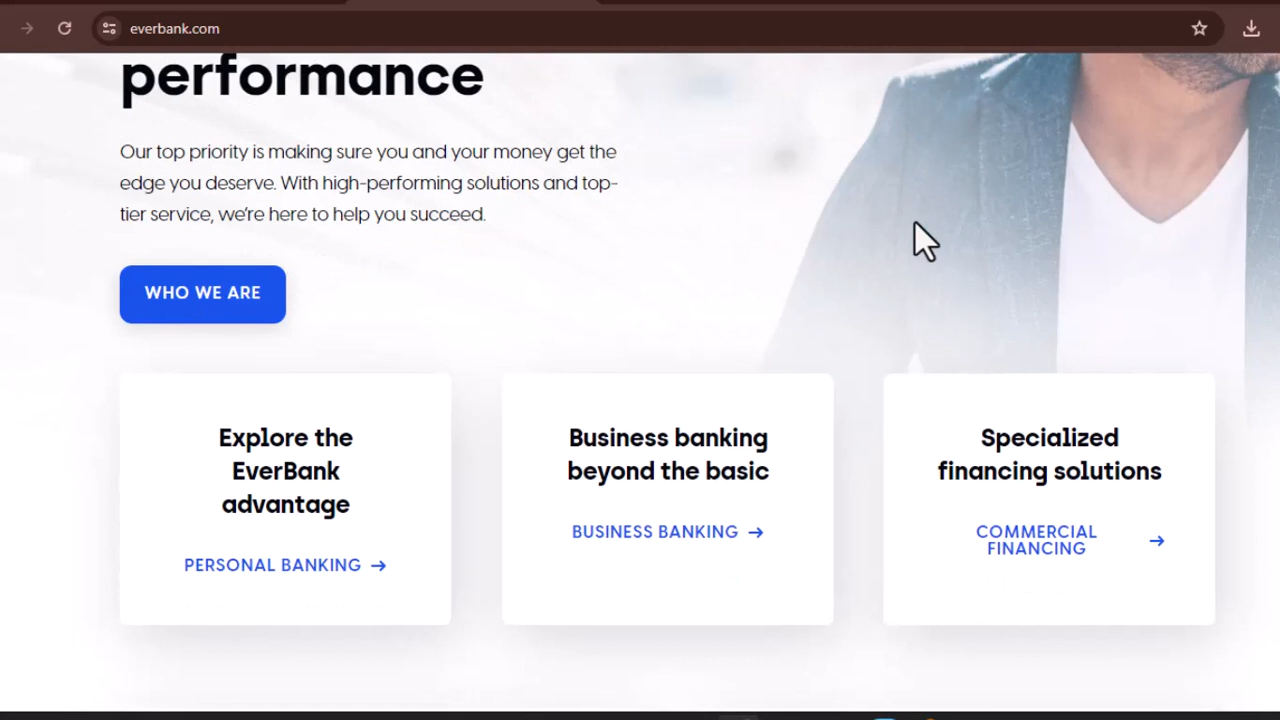 everbank.com
performance
Our top priority is making sure you and your money get the
edge you deserve. With high-performing solutions and top-
tier service, we're here to help you succeed.
WHO WE ARE
Explore the
EverBank
advantage
PERSONAL BANKING →
Business banking
beyond the basic
BUSINESS BANKING →
Specialized
financing solutions
COMMERCIAL
FINANCING →